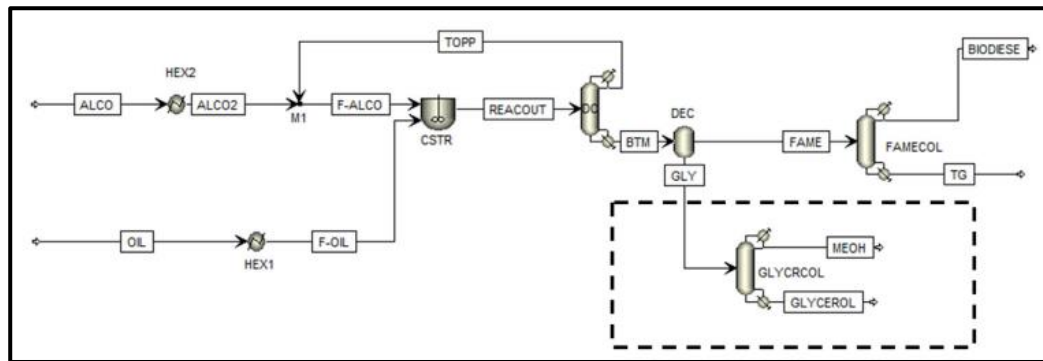 TOPP
BIODIESE
HEX2
ALCO
ALCO2
M1
F-ALCO
CSTR
REACOUT
DC
BTM
DEC
FAME
FAMECOL
GLY
TG
OIL
HEX1
F-OIL
MEOH
GLYCRCOL
GLYCEROL